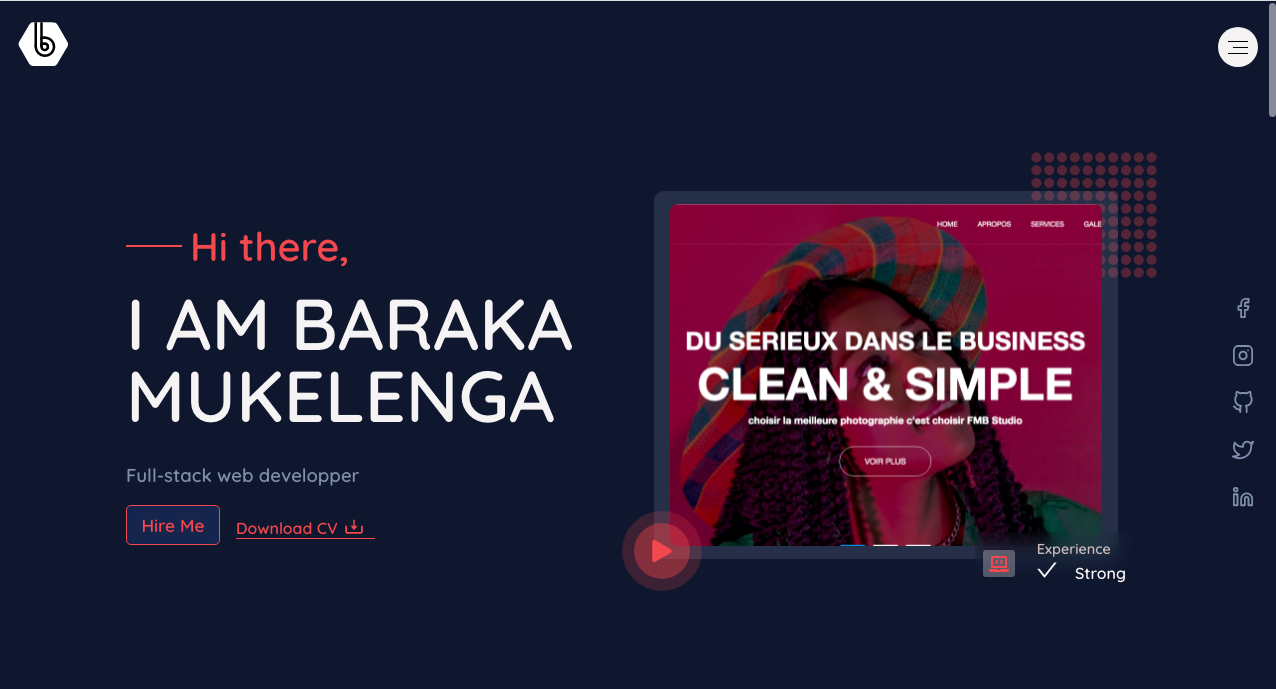 Hi there,
I AM BARAKA
MUKELENGA
Full-stack web developper
Hire Me
Download CV
HOME APROPOS SERVICES GALE
DU SERIEUX DANS LE BUSINESS
CLEAN & SIMPLE
choisir la meilleure photographie c'est choisir FMB Studio
VOIR PLUS
Experience
Strong